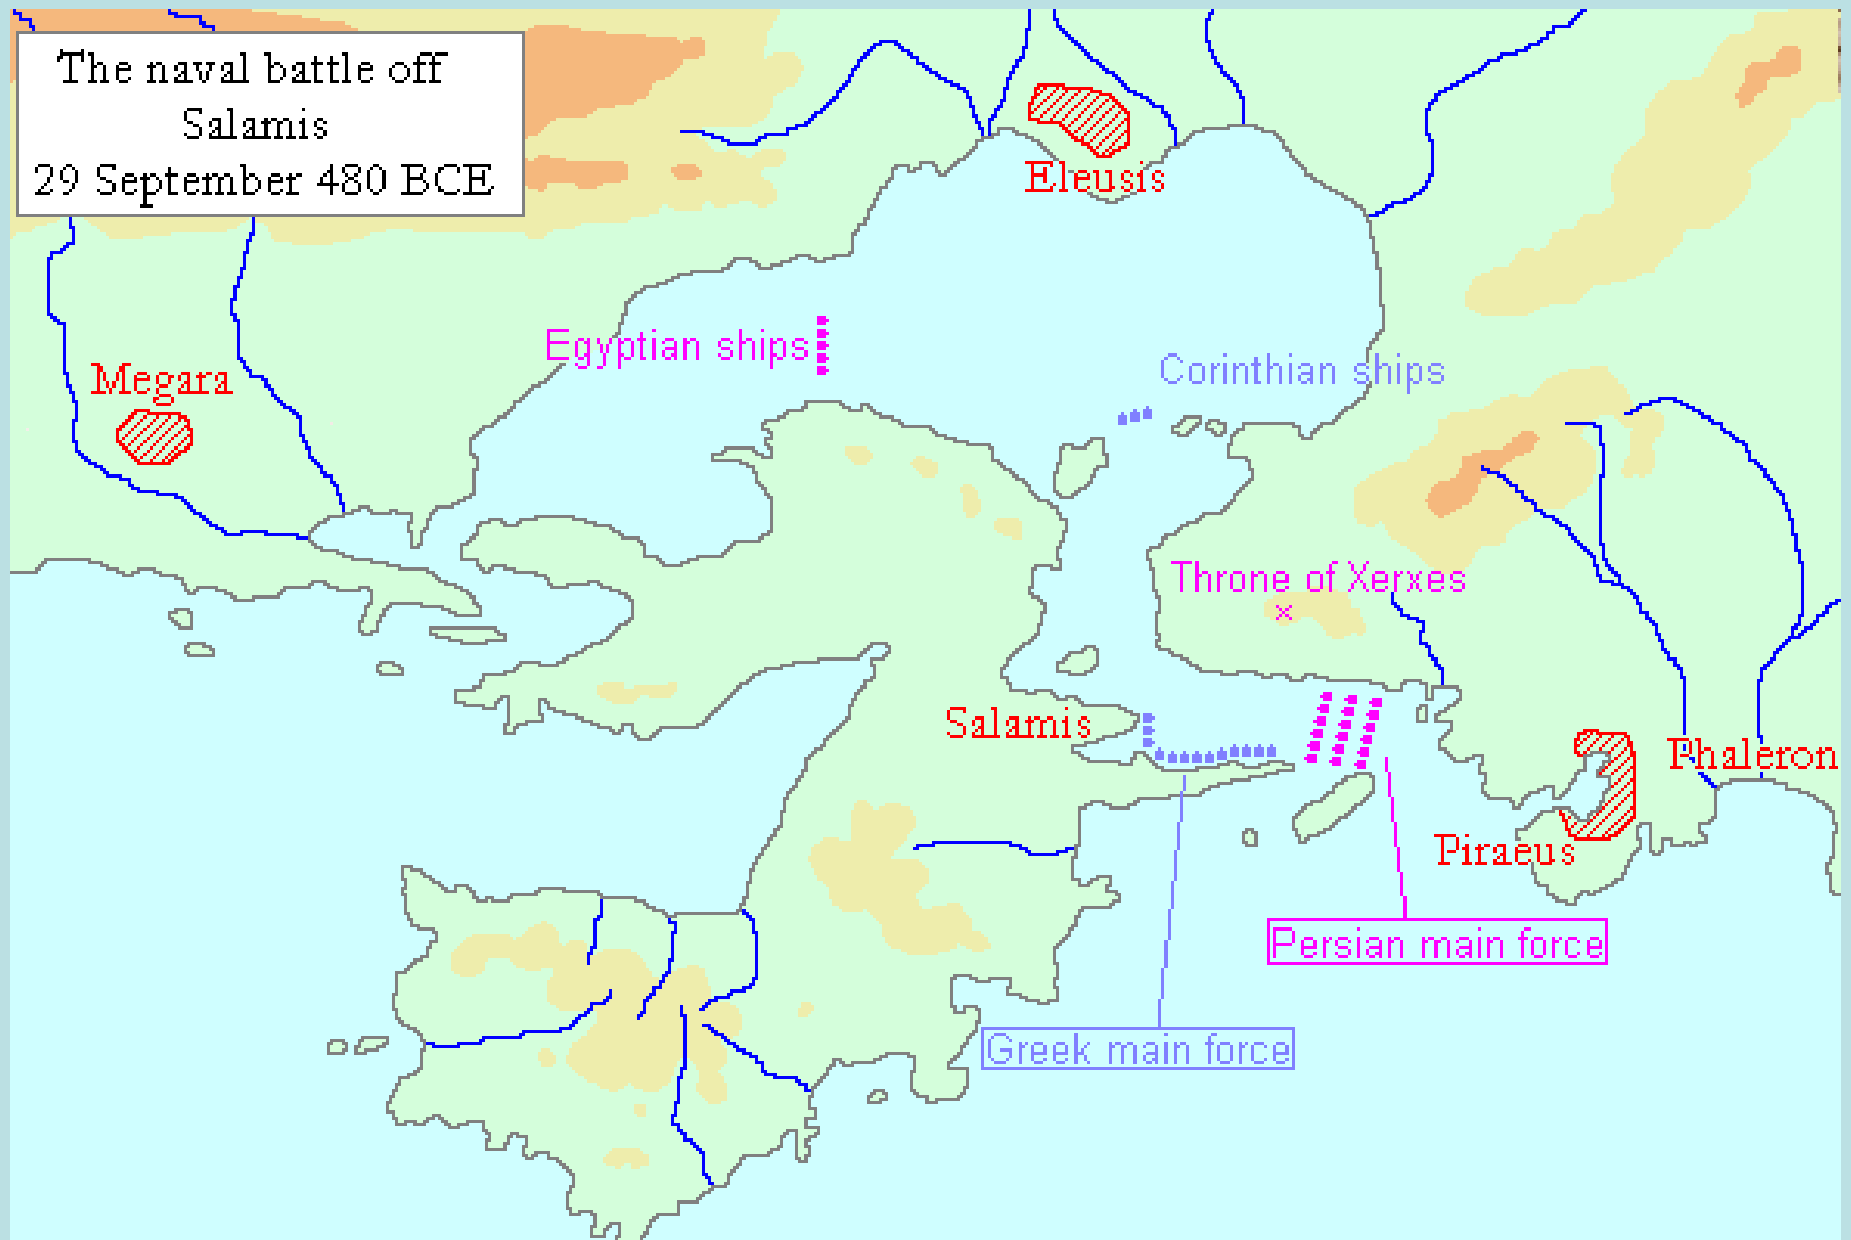 The naval battle off
Salamis
29 September 480 BCE
Eleusis
Egyptian ships
Corinthian ships
Megara
Throne of Xerxes
Salamis
Phaleron
Piraeus
Persian main force
Greek main force